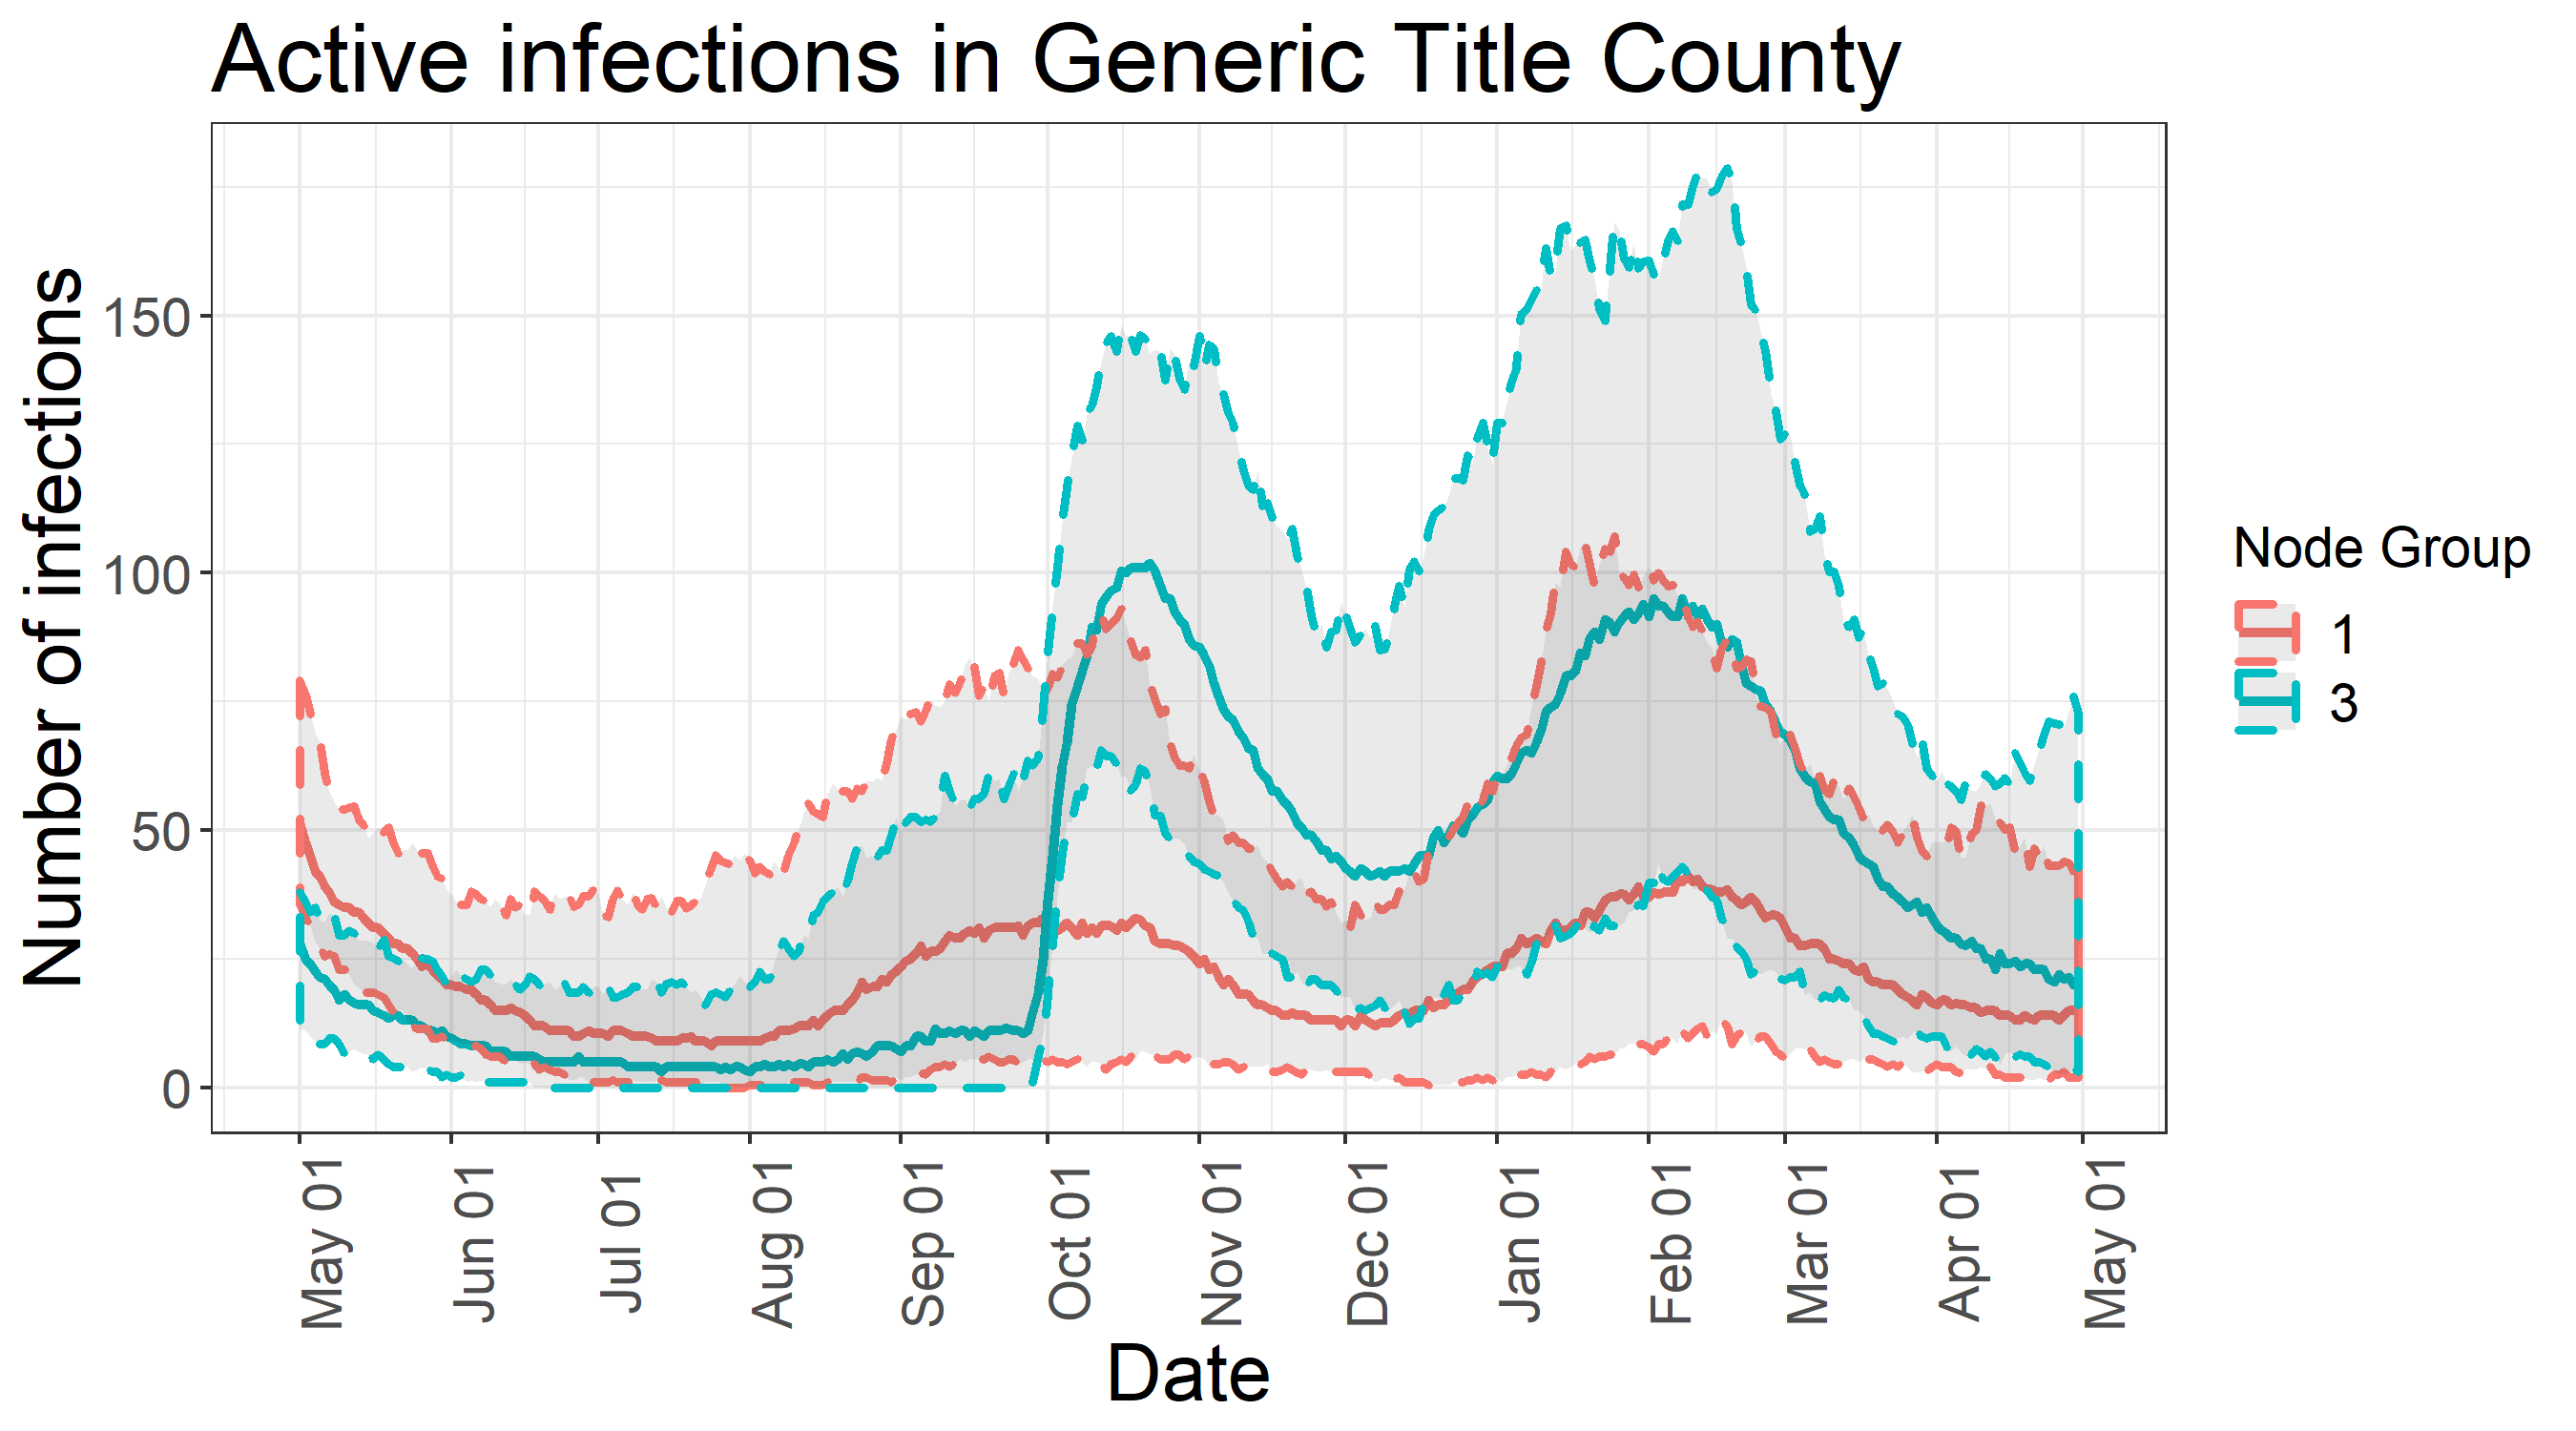 Active infections in Generic Title County
Number of infections
150
100
50
0
May 01
Jun 01
Jul 01
Aug 01
Sep 01
Oct 01
Nov 01
Dec 01
Jan 01
Feb 01
Mar 01
Apr 01
May 01
Date
Node Group
1
3